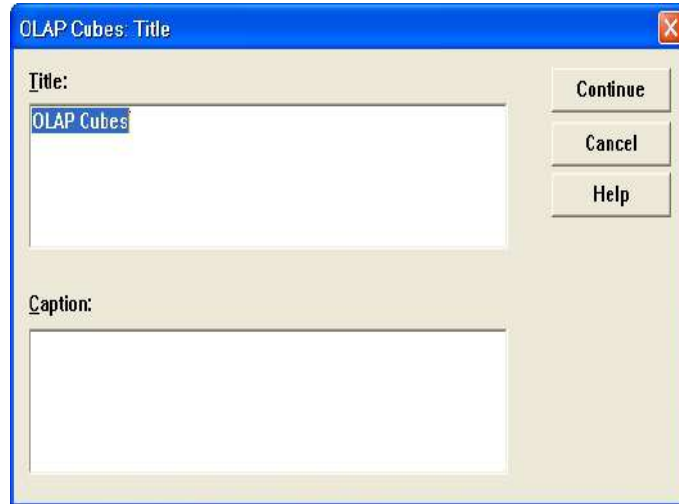 OLAP Cubes: Title
Title:
OLAP Cubes
Continue
Cancel
Help
Caption: